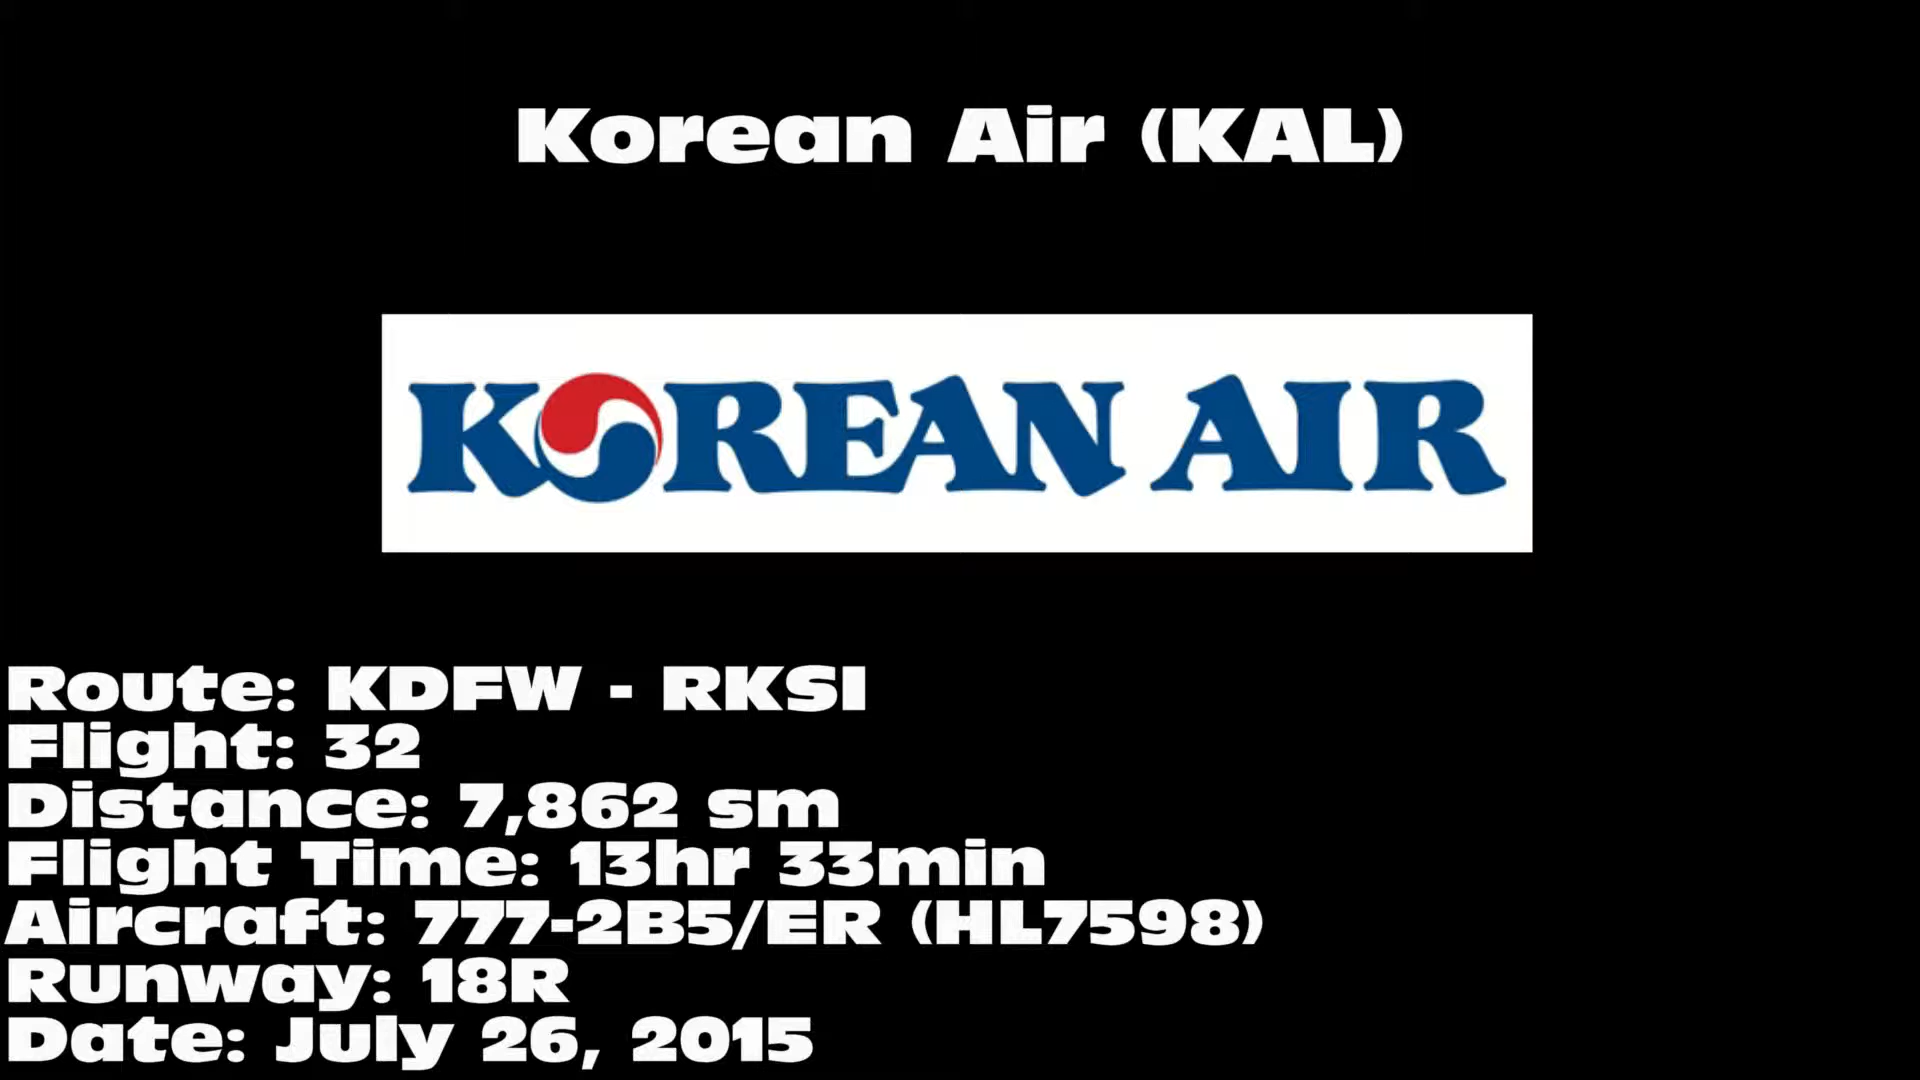 Korean Air (KAL)
KOREAN AIR
Route: KDFW - RKSI
Flight: 32
Distance: 7,862 sm
Flight Time: 13hr 33min
Aircraft: 777-2B5/ER (HL7598)
Runway: 18R
Date: July 26, 2015